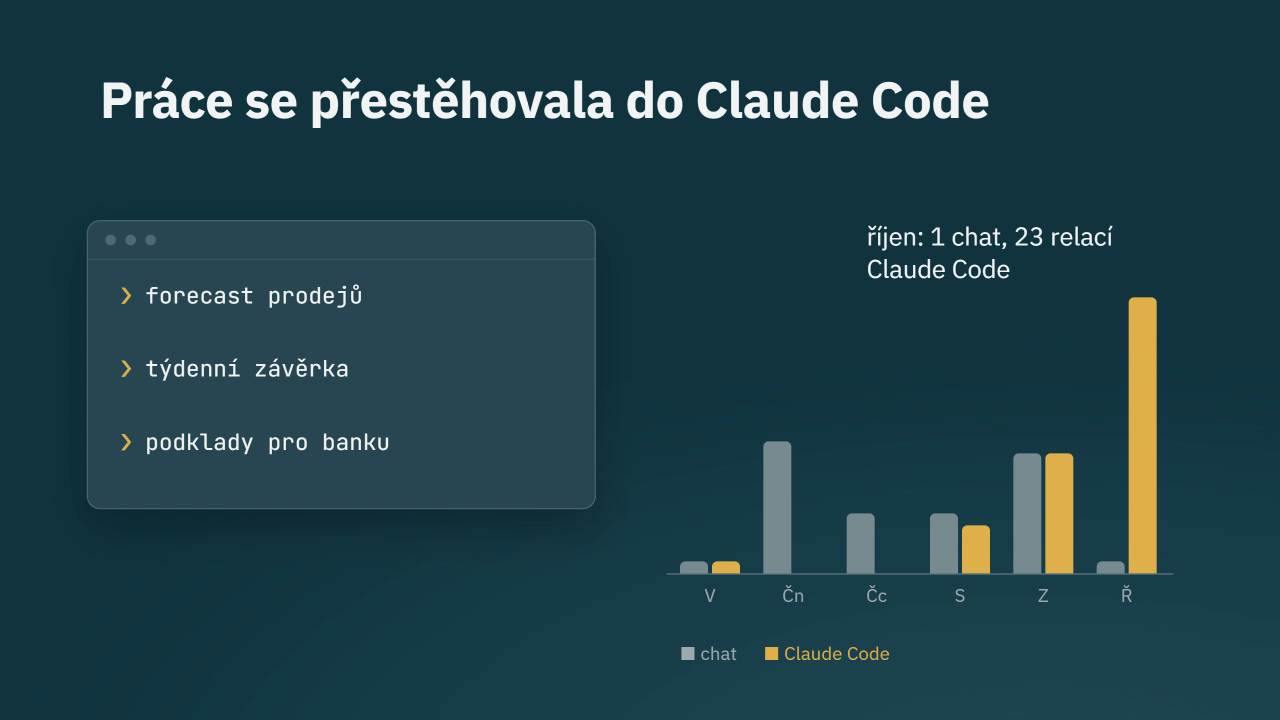 Práce se přestěhovala do Claude Code
❯ forecast prodejů
❯ týdenní závěrka
❯ podklady pro banku
říjen: 1 chat, 23 relací
Claude Code
V Čn Čc S Z Ř
chat Claude Code